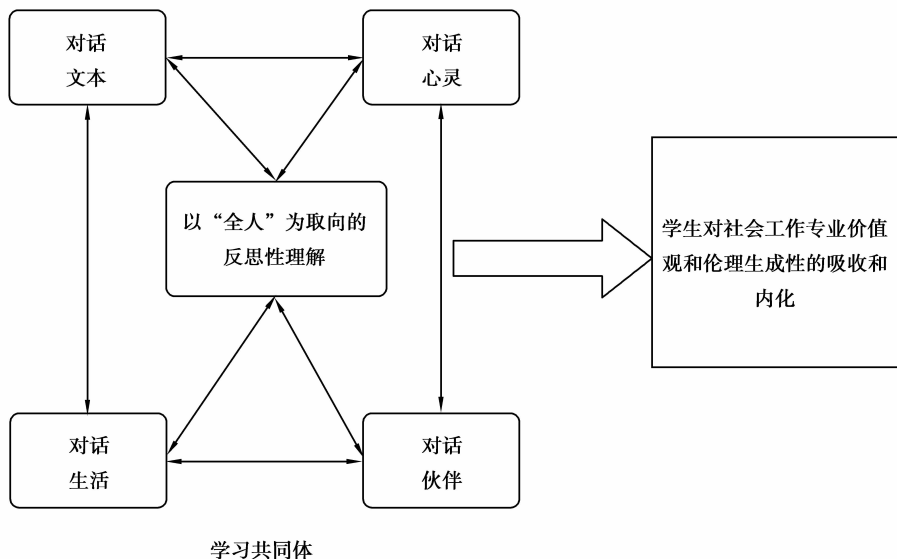 对话
文本
对话
心灵
以“全人”为取向的
反思性理解
学生对社会工作专业价值
观和伦理生成性的吸收和
内化
对话
生活
对话
伙伴
学习共同体